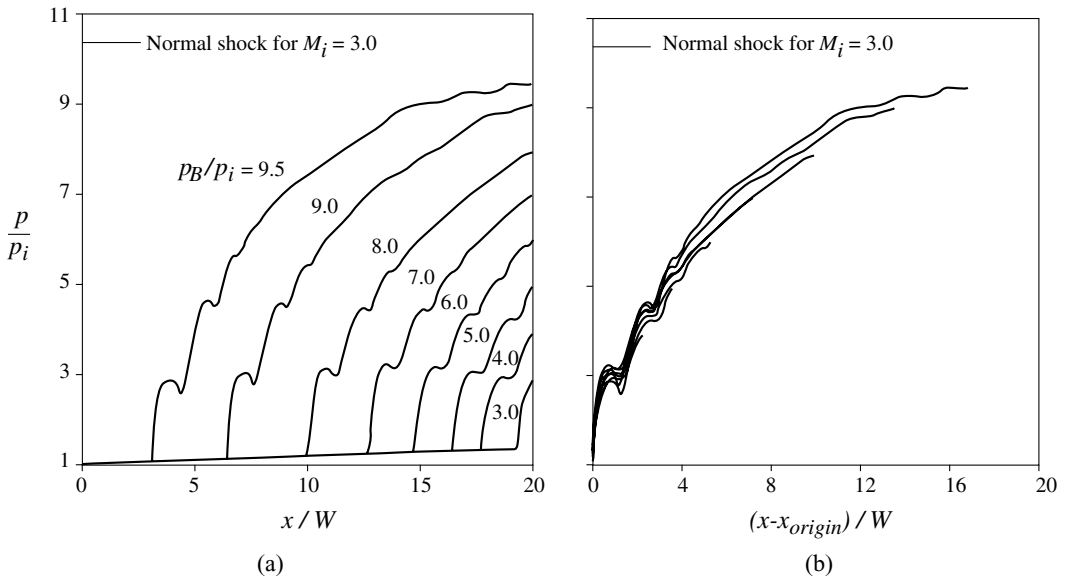 11
9
7
5
3
1
p
p_i
Normal shock for M_i = 3.0
p_B/p_i = 9.5
9.0
8.0
7.0
6.0
5.0
4.0
3.0
0 5 10 15 20
x / W
(a)
Normal shock for M_i = 3.0
0 4 8 12 16 20
(x-x_origin) / W
(b)